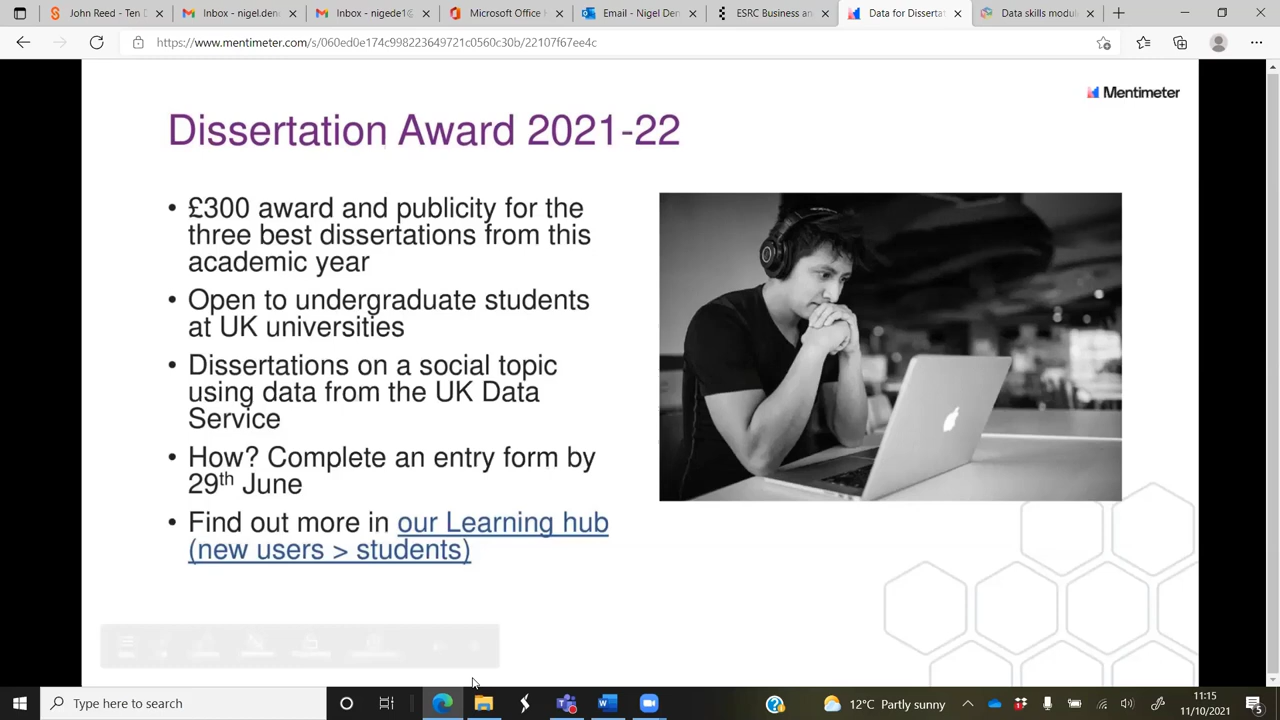 John Reed - Ten
Inbox - nigel.den
Inbox - nigede1@
Microsoft Office H
Email - Nigel Den
ESRC Business an
Data for Dissertat
Data skills modul
https://www.mentimeter.com/s/060ed0e174c998223649721c0560c30b/22107f67ee4c
Mentimeter
Dissertation Award 2021-22
• £300 award and publicity for the
three best dissertations from this
academic year
• Open to undergraduate students
at UK universities
• Dissertations on a social topic
using data from the UK Data
Service
• How? Complete an entry form by
29th June
• Find out more in our Learning hub
(new users > students)
Type here to search
12°C Partly sunny
11:15
11/10/2021
5